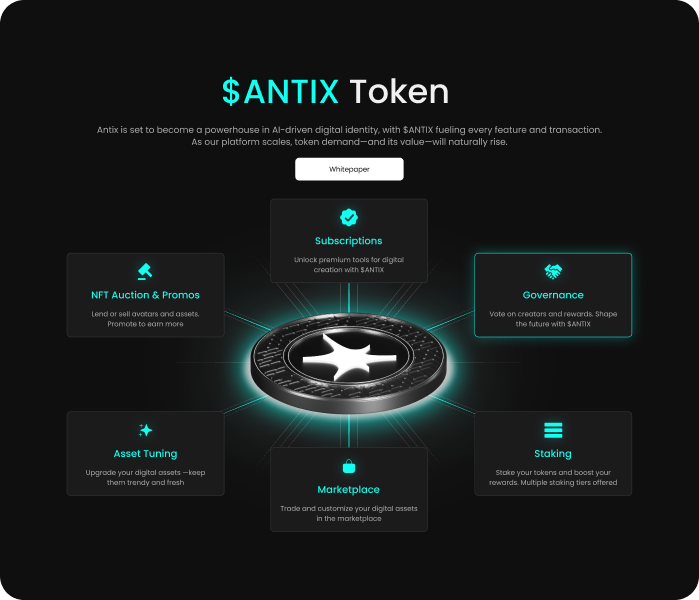 $ANTIX Token
Antix is set to become a powerhouse in AI-driven digital identity, with $ANTIX fueling every feature and transaction.
As our platform scales, token demand—and its value—will naturally rise.
Whitepaper
Subscriptions
Unlock premium tools for digital
creation with $ANTIX
NFT Auction & Promos
Lend or sell avatars and assets.
Promote to earn more
Governance
Vote on creators and rewards. Shape
the future with $ANTIX
Asset Tuning
Upgrade your digital assets —keep
them trendy and fresh
Marketplace
Trade and customize your digital assets
in the marketplace
Staking
Stake your tokens and boost your
rewards. Multiple staking tiers offered